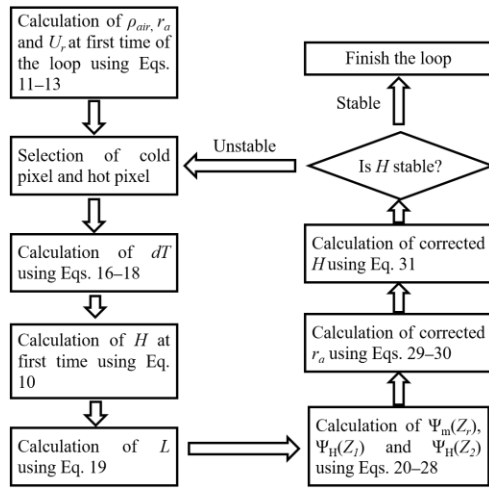 Calculation of ρair, ra
and Ur at first time of
the loop using Eqs.
11–13
Selection of cold
pixel and hot pixel
Calculation of dT
using Eqs. 16–18
Calculation of H at
first time using Eq.
10
Calculation of L
using Eq. 19
Calculation of Ψm(Zr),
ΨH(Z1) and ΨH(Z2)
using Eqs. 20–28
Calculation of corrected
ra using Eqs. 29–30
Calculation of corrected
H using Eq. 31
Is H stable?
Unstable
Stable
Finish the loop